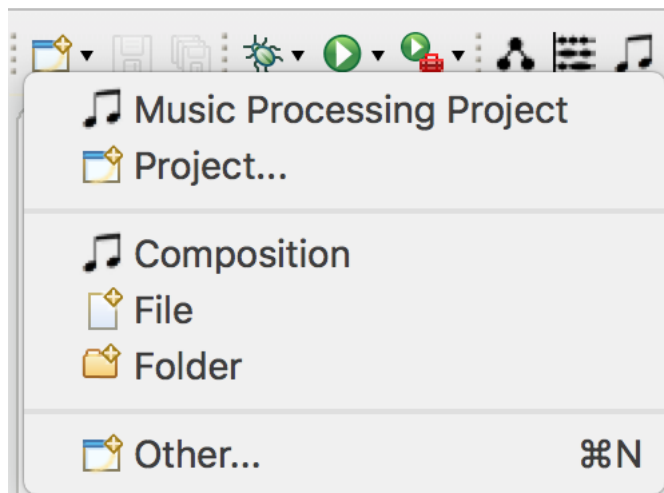 Music Processing Project
Project...
Composition
File
Folder
Other... ⌘N